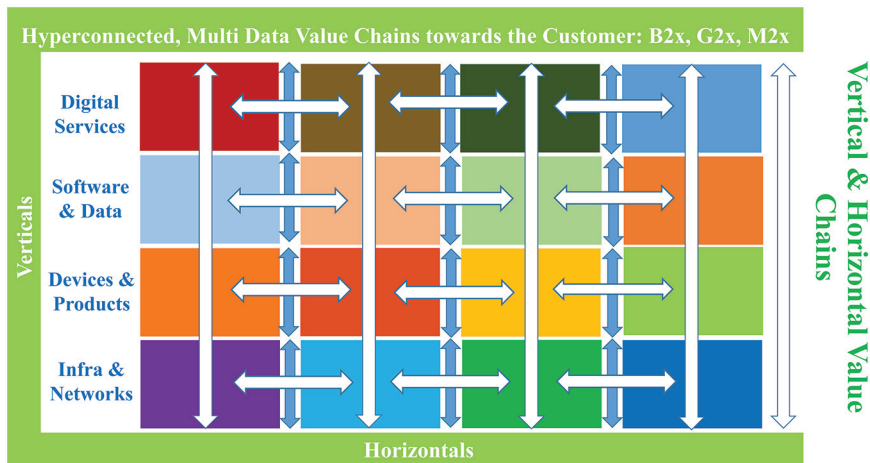 Hyperconnected, Multi Data Value Chains towards the Customer: B2x, G2x, M2x
Verticals
Digital
Services
Software
& Data
Devices &
Products
Infra &
Networks
Horizontals
Vertical & Horizontal Value
Chains